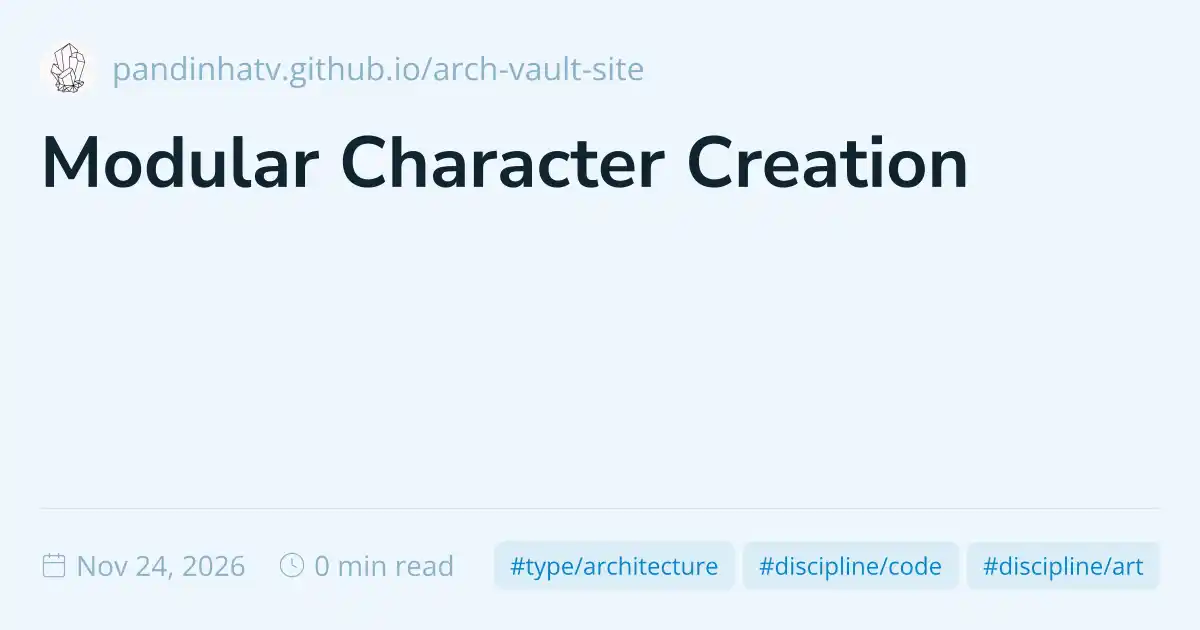 pandinhatv.github.io/arch-vault-site
Modular Character Creation
Nov 24, 2026 0 min read #type/architecture #discipline/code #discipline/art